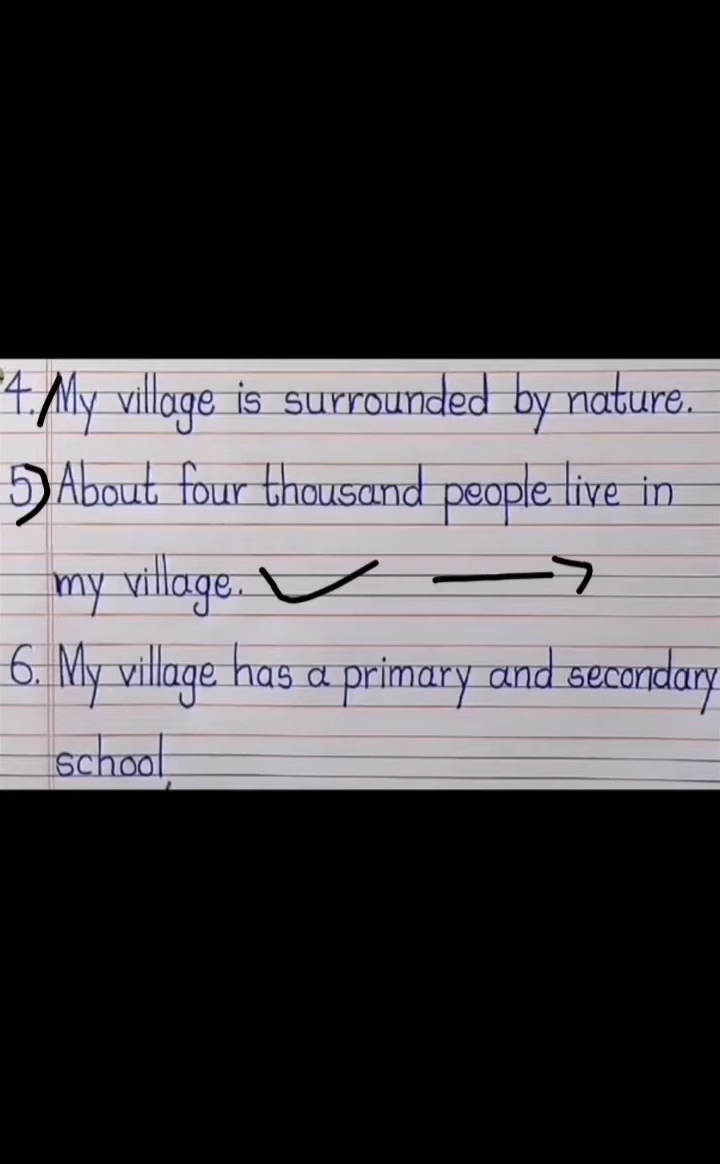 4. My village is surrounded by nature.
5) About four thousand people live in
my village.
6. My village has a primary and secondary
school